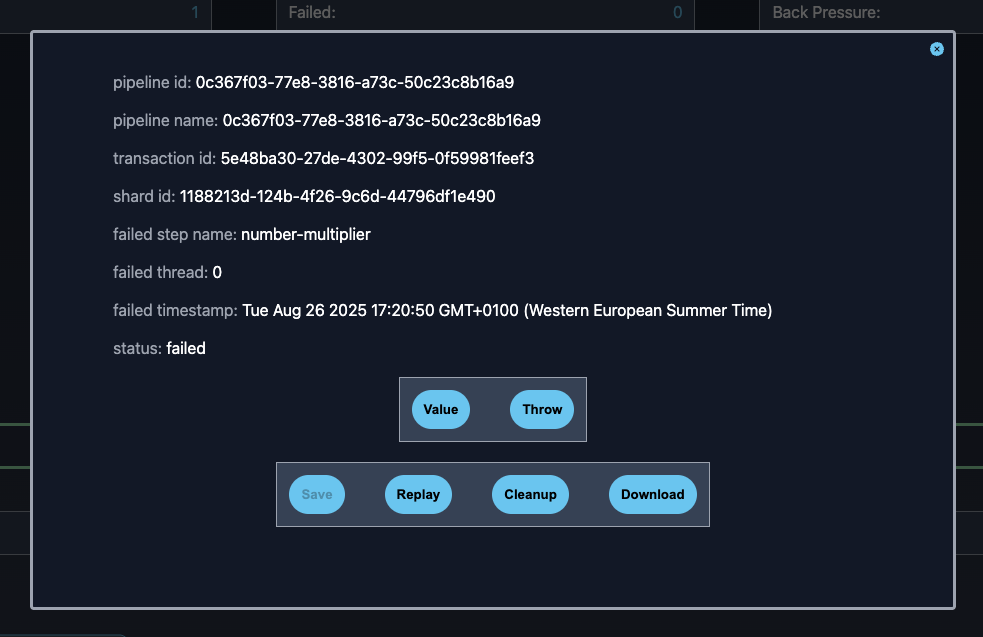 1 Failed: 0 Back Pressure:
pipeline id: 0c367f03-77e8-3816-a73c-50c23c8b16a9
pipeline name: 0c367f03-77e8-3816-a73c-50c23c8b16a9
transaction id: 5e48ba30-27de-4302-99f5-0f59981feef3
shard id: 1188213d-124b-4f26-9c6d-44796df1e490
failed step name: number-multiplier
failed thread: 0
failed timestamp: Tue Aug 26 2025 17:20:50 GMT+0100 (Western European Summer Time)
status: failed
Value Throw
Save Replay Cleanup Download